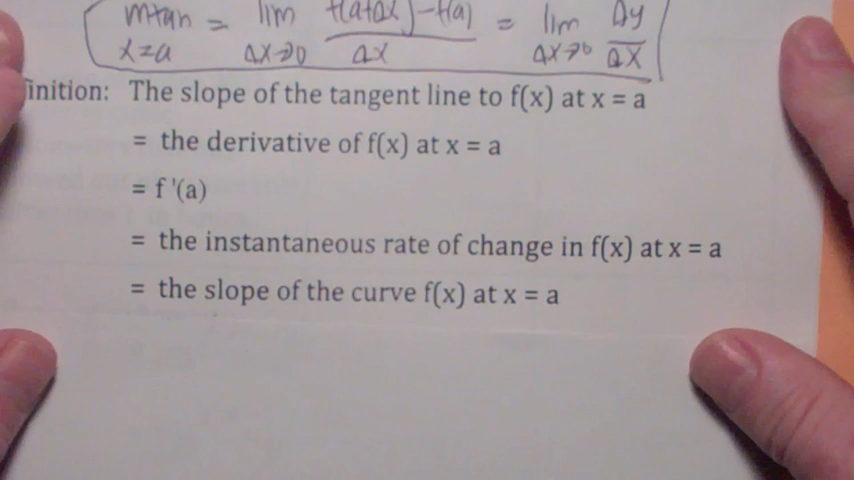 mtan = lim f(a+Δx)-f(a) = lim Δy
x=a Δx→0 Δx Δx→0 Δx
inition: The slope of the tangent line to f(x) at x = a
= the derivative of f(x) at x = a
= f '(a)
= the instantaneous rate of change in f(x) at x = a
= the slope of the curve f(x) at x = a